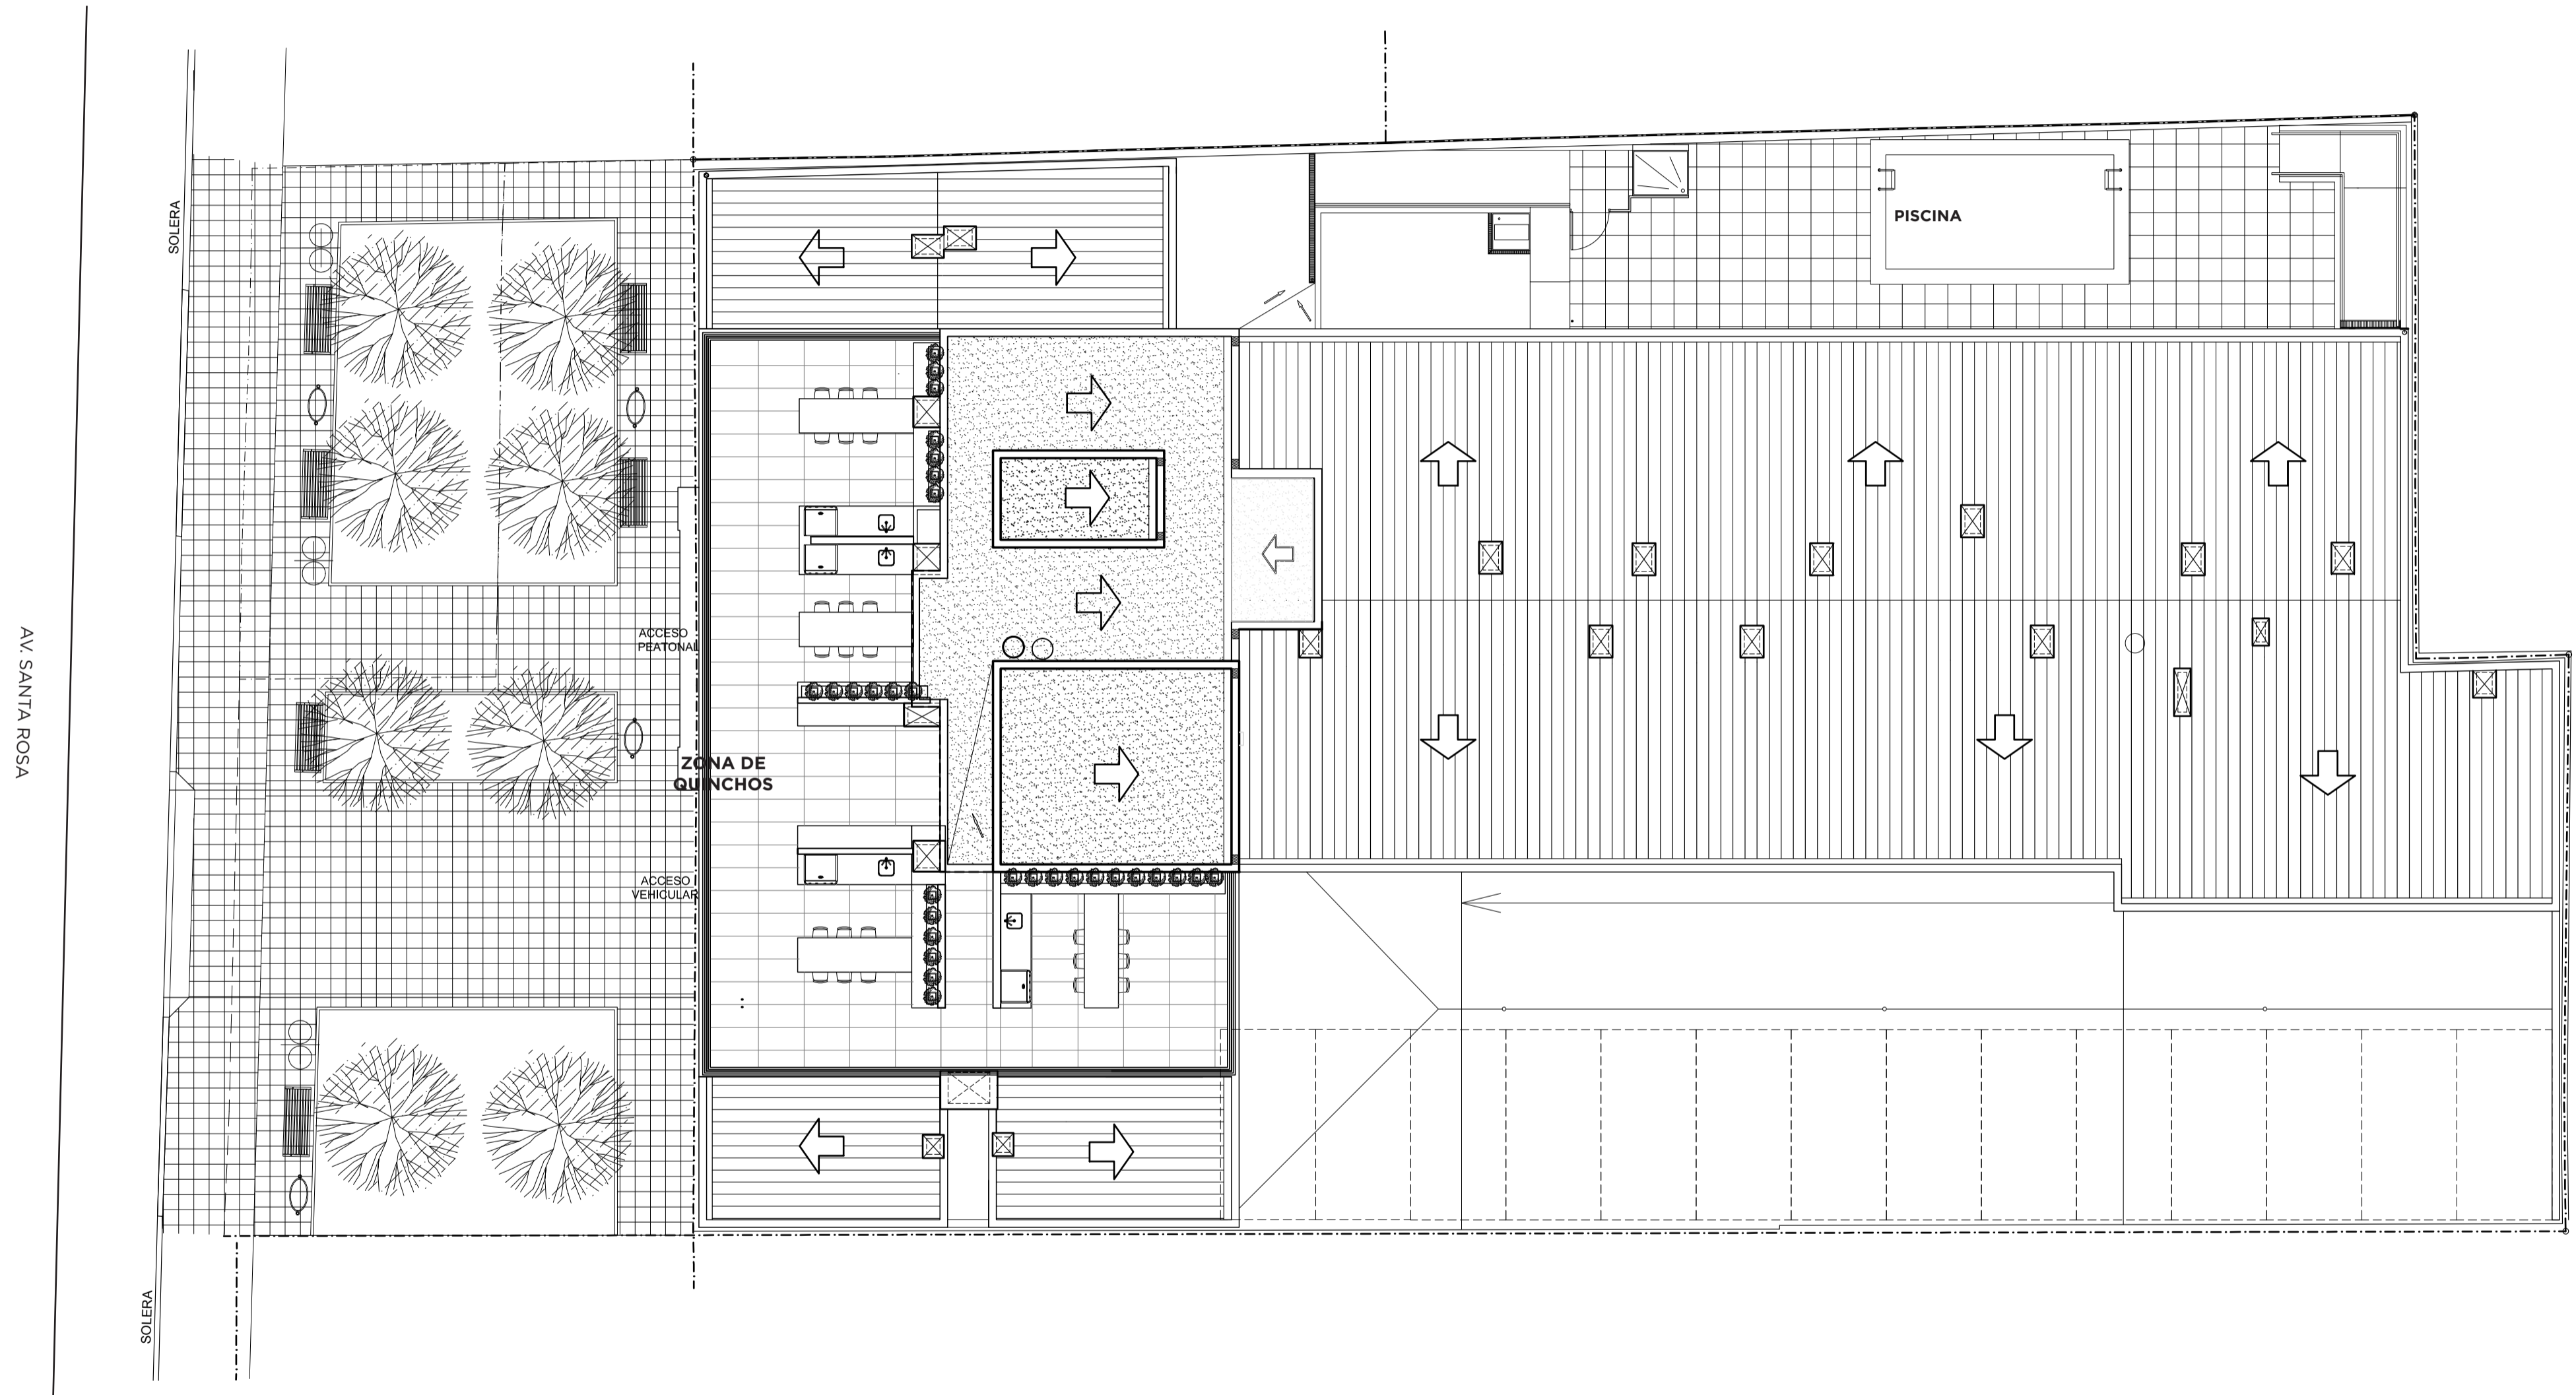 SOLERA
PISCINA
ACCESO
PEATONAL
AV. SANTA ROSA
ZONA DE
QUINCHOS
ACCESO
VEHICULAR
SOLERA